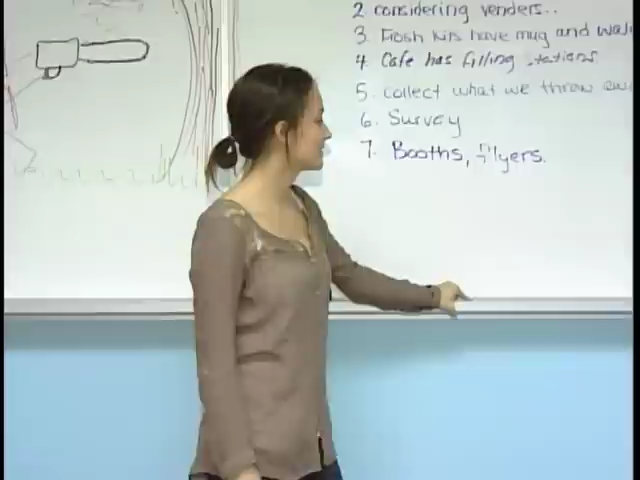 2 considering venders..
3. Frosh kits have mug and
4. Cafe has filling stations
5. collect what we throw
6. Survey
7. Booths, flyers.